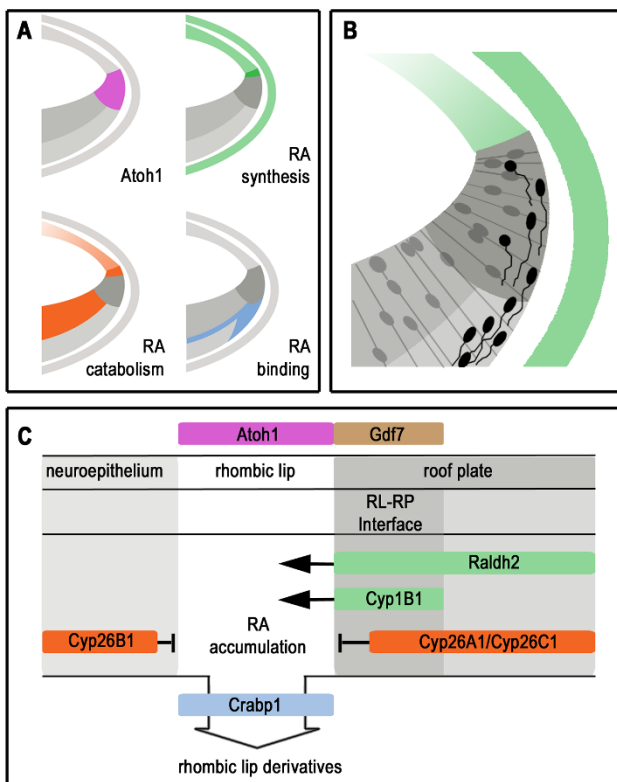 A
Atoh1
RA
synthesis
RA
catabolism
RA
binding
B
C
Atoh1
Gdf7
neuroepithelium
rhombic lip
roof plate
RL-RP
Interface
Raldh2
Cyp1B1
Cyp26B1
RA
accumulation
Cyp26A1/Cyp26C1
Crabp1
rhombic lip derivatives